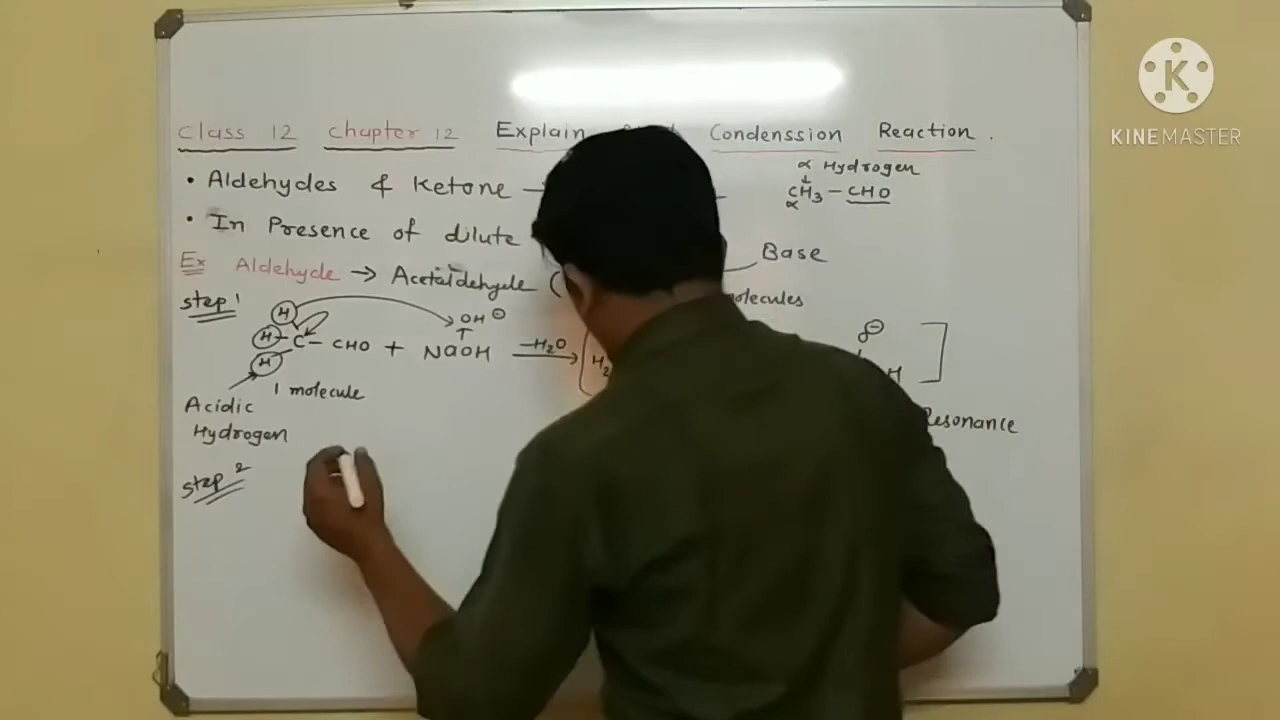 KINEMASTER
Class 12 Chapter 12 Explain Condenssion Reaction .
α Hydrogen
• Aldehydes & Ketone
CH3 - CHO
α
• In Presence of dilute
Base
Ex Aldehyde → Acetaldehyde (
Step 1
H
OH ⊖
H - C - CHO + NaOH -H2O
H
1 molecule
Acidic
Hydrogen
Resonance
Step 2